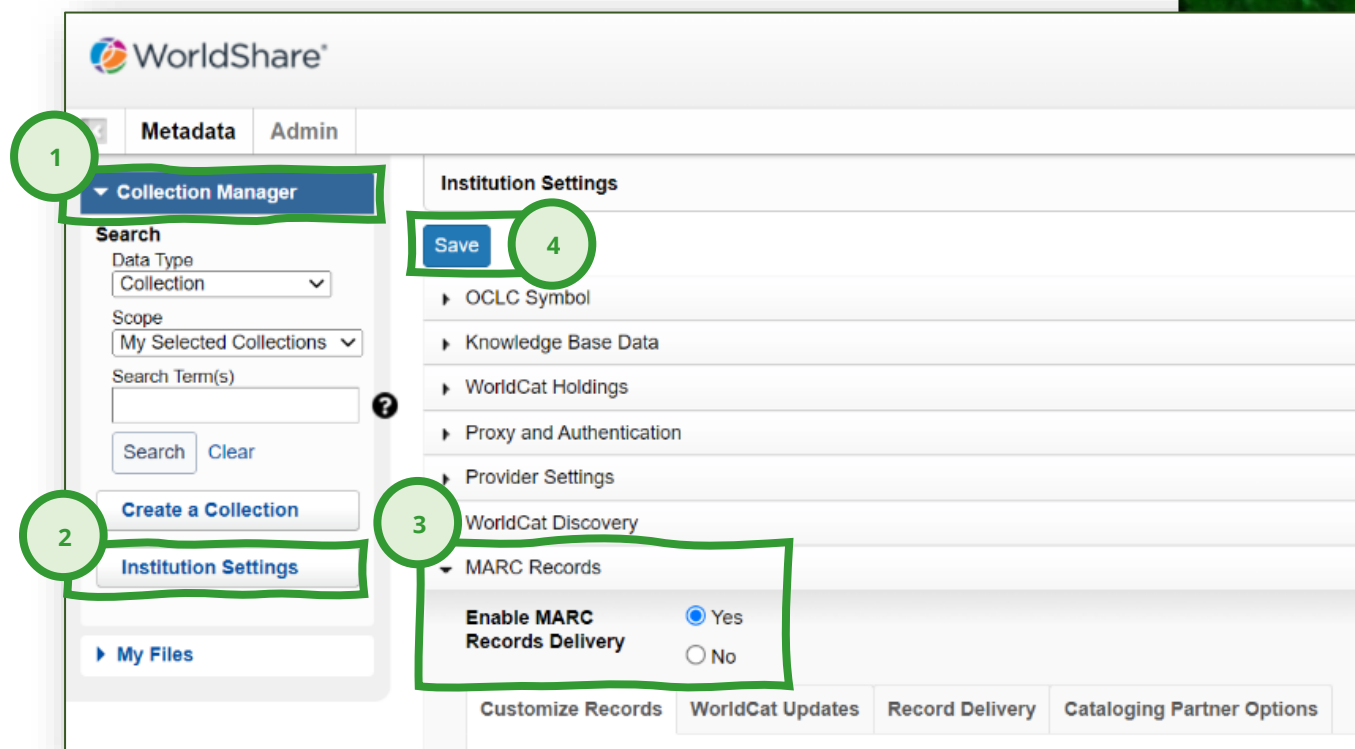 WorldShare®
Metadata Admin
1
Collection Manager
Institution Settings
Search
Save
4
Data Type
Collection
OCLC Symbol
Scope
My Selected Collections
Knowledge Base Data
Search Term(s)
WorldCat Holdings
?
Proxy and Authentication
Search Clear
Provider Settings
Create a Collection
3
WorldCat Discovery
2
Institution Settings
MARC Records
Enable MARC
Records Delivery
Yes
No
My Files
Customize Records WorldCat Updates Record Delivery Cataloging Partner Options